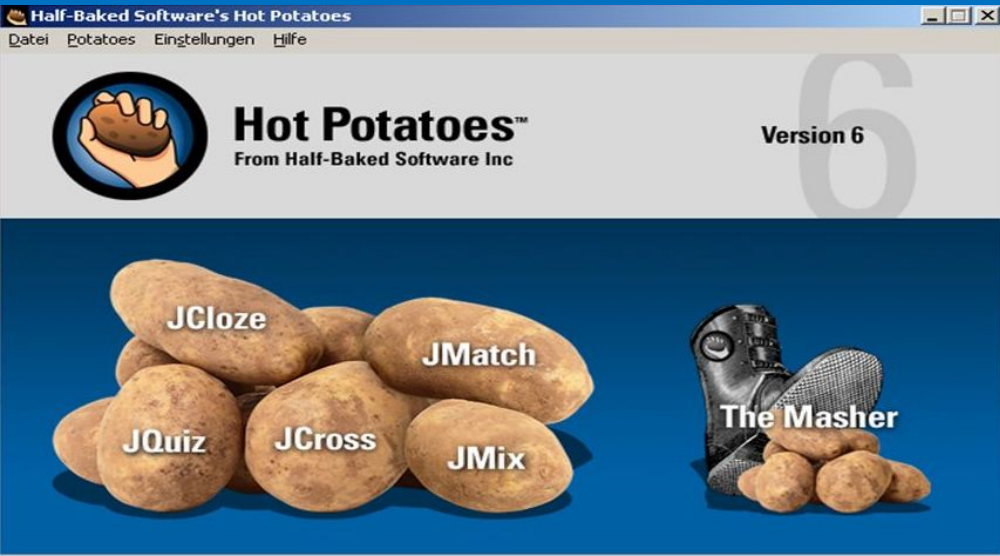 Half-Baked Software's Hot Potatoes
Datei Potatoes Einstellungen Hilfe
Hot Potatoes™
From Half-Baked Software Inc
Version 6
6
JCloze
JMatch
JQuiz
JCross
JMix
The Masher